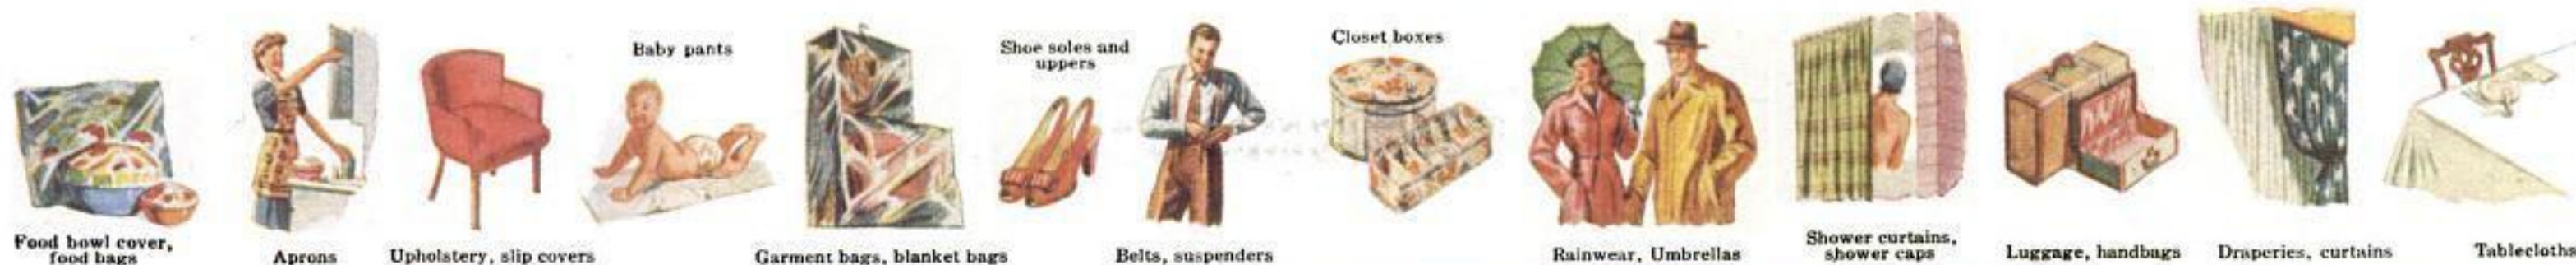 Food bowl cover,
food bags
Aprons
Upholstery, slip covers
Baby pants
Garment bags, blanket bags
Shoe soles and
uppers
Belts, suspenders
Closet boxes
Rainwear, Umbrellas
Shower curtains,
shower caps
Luggage, handbags
Draperies, curtains
Tablecloths